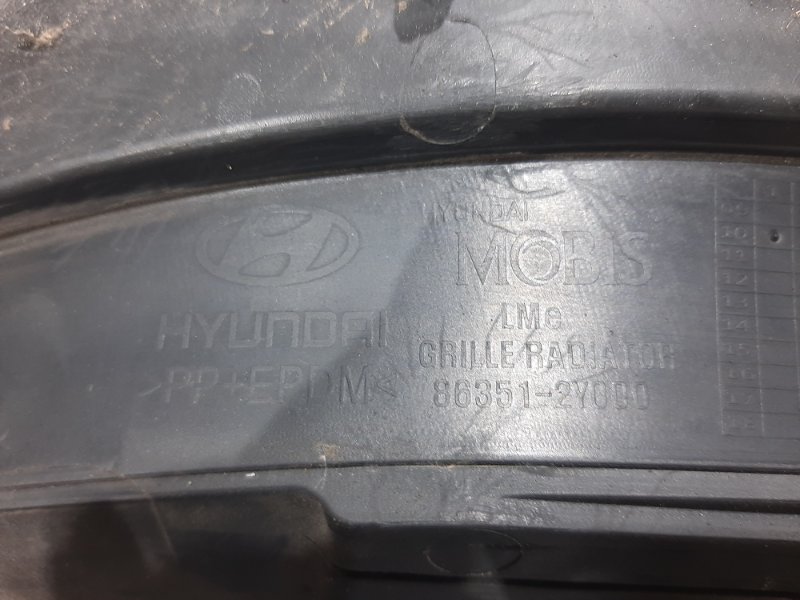 HYUNDAI
>PP+EPDM<
HYUNDAI
MOBIS
LMe
GRILLE RADIATOR
86351-2Y000